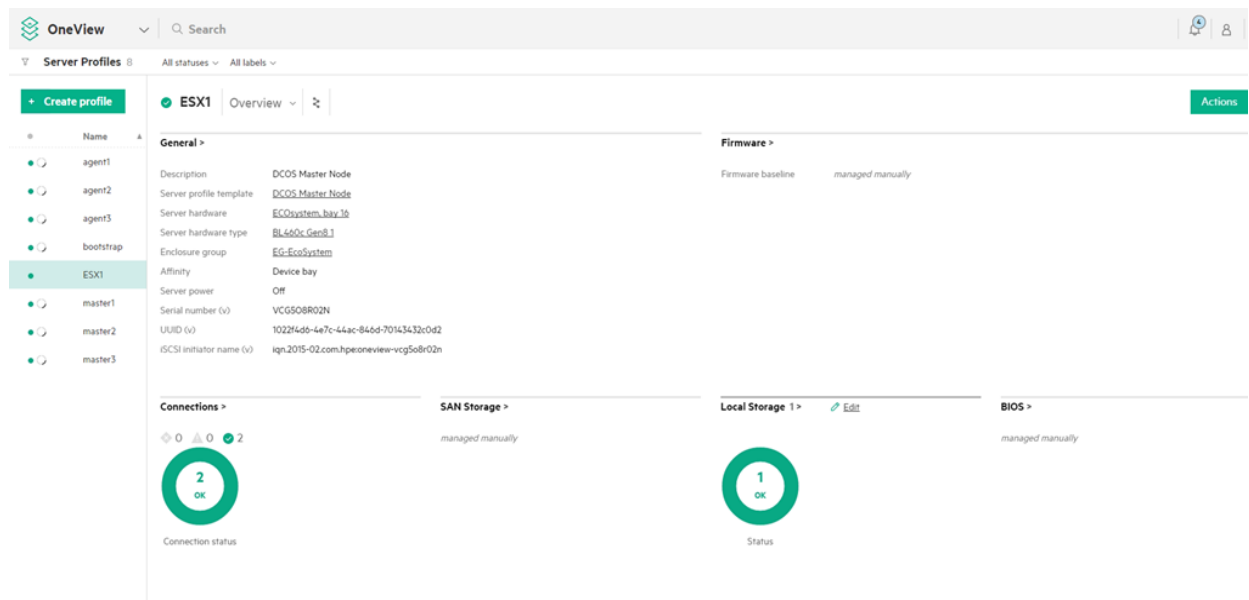 OneView Search 4
Server Profiles 8 All statuses All labels
+ Create profile
Name
agent1
agent2
agent3
bootstrap
ESX1
master1
master2
master3
ESX1 Overview Actions
General >
Description DCOS Master Node
Server profile template DCOS Master Node
Server hardware ECOsystem, bay 16
Server hardware type BL460c Gen8 1
Enclosure group EG-EcoSystem
Affinity Device bay
Server power Off
Serial number (v) VCG5O8R02N
UUID (v) 1022f4d6-4e7c-44ac-846d-70143432c0d2
iSCSI initiator name (v) iqn.2015-02.com.hpe:oneview-vcg5o8r02n
Firmware >
Firmware baseline managed manually
Connections >
0 0 2
2
OK
Connection status
SAN Storage >
managed manually
Local Storage 1 > Edit
1
OK
Status
BIOS >
managed manually